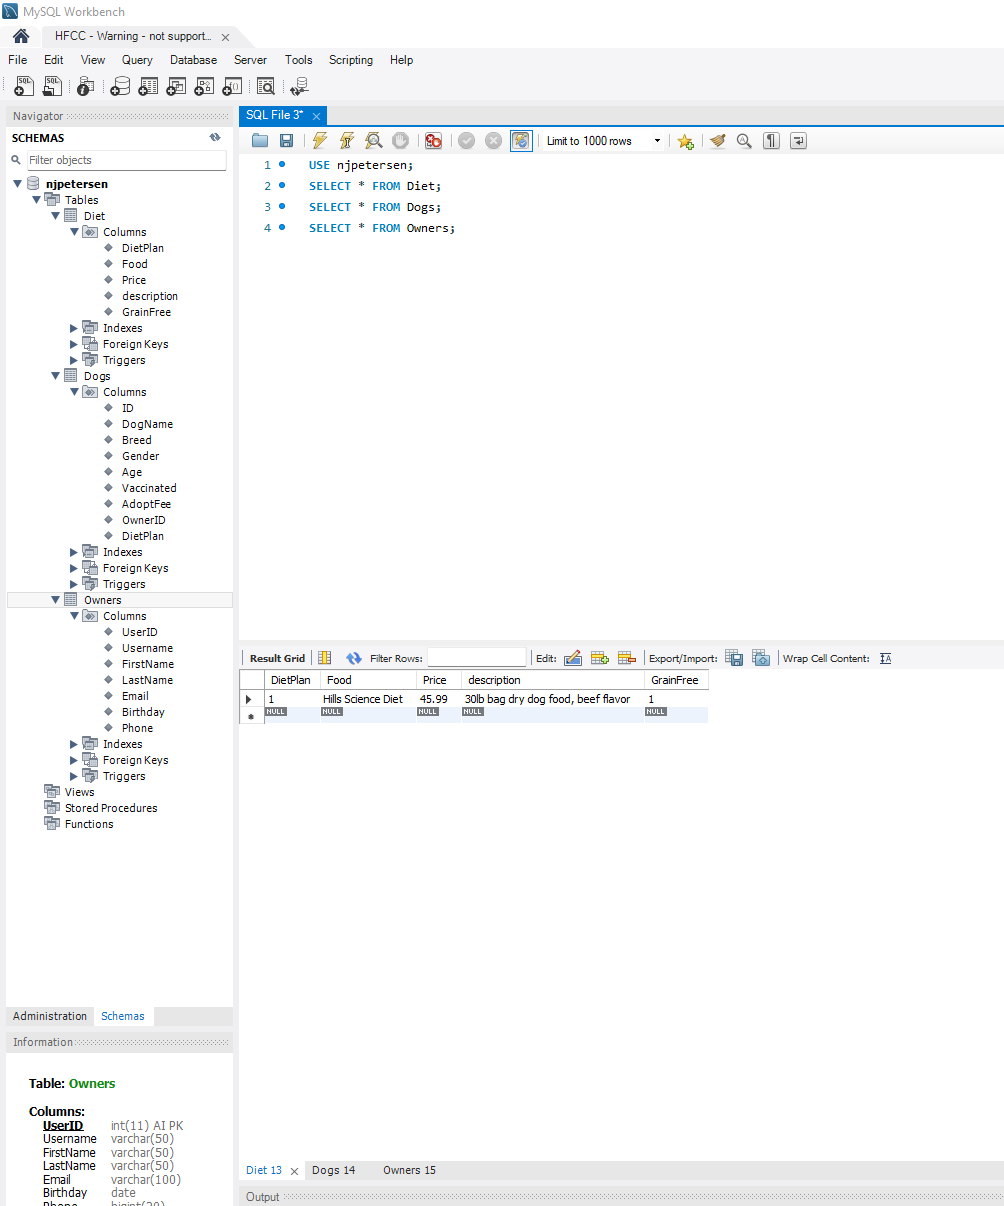 MySQL Workbench
HFCC - Warning - not support...
File Edit View Query Database Server Tools Scripting Help
Navigator
SCHEMAS
Filter objects
njpetersen
Tables
Diet
Columns
DietPlan
Food
Price
description
GrainFree
Indexes
Foreign Keys
Triggers
Dogs
Columns
ID
DogName
Breed
Gender
Age
Vaccinated
AdoptFee
OwnerID
DietPlan
Indexes
Foreign Keys
Triggers
Owners
Columns
UserID
Username
FirstName
LastName
Email
Birthday
Phone
Indexes
Foreign Keys
Triggers
Views
Stored Procedures
Functions
Administration Schemas
Information
Table: Owners
Columns:
UserID int(11) AI PK
Username varchar(50)
FirstName varchar(50)
LastName varchar(50)
Email varchar(100)
Birthday date
Phone bigint(20)
SQL File 3*
Limit to 1000 rows
1 USE njpetersen;
2 SELECT * FROM Diet;
3 SELECT * FROM Dogs;
4 SELECT * FROM Owners;
Result Grid Filter Rows: Edit: Export/Import: Wrap Cell Content:
DietPlan Food Price description GrainFree
1 Hills Science Diet 45.99 30lb bag dry dog food, beef flavor 1
NULL NULL NULL NULL NULL
Diet 13 Dogs 14 Owners 15
Output